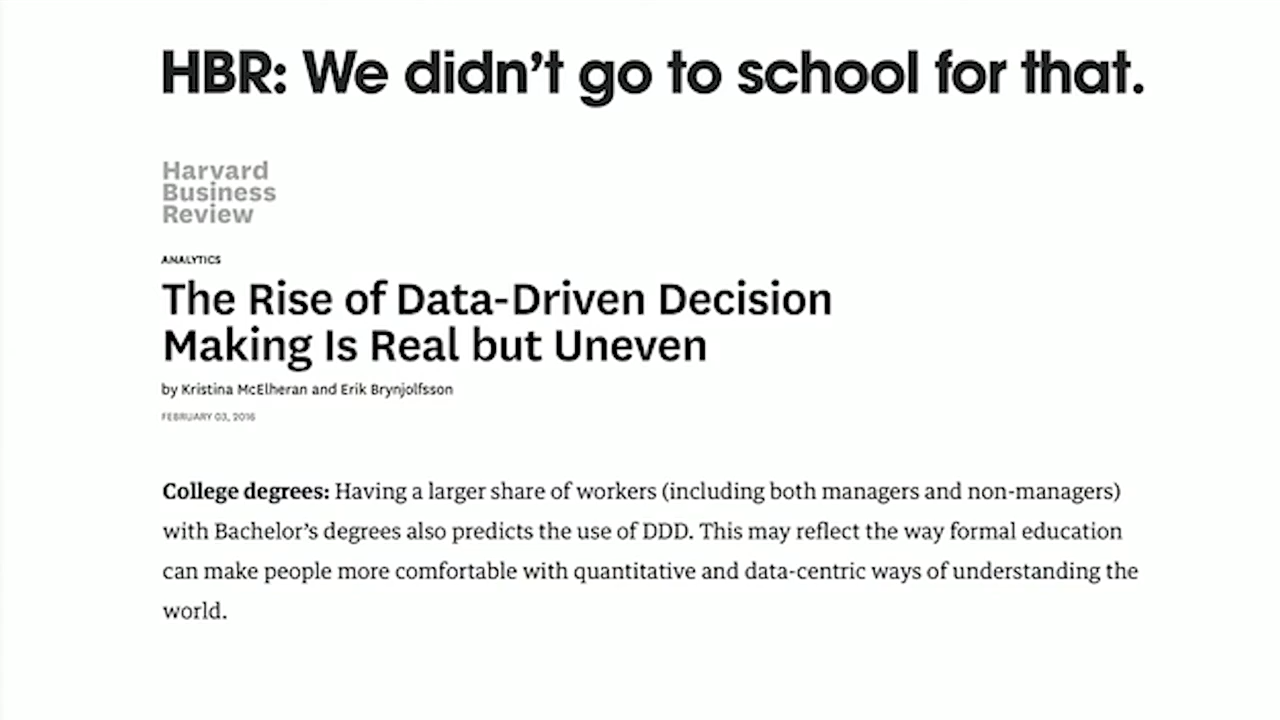 HBR: We didn’t go to school for that.
Harvard
Business
Review
ANALYTICS
The Rise of Data-Driven Decision
Making Is Real but Uneven
by Kristina McElheran and Erik Brynjolfsson
FEBRUARY 03, 2016
College degrees: Having a larger share of workers (including both managers and non-managers)
with Bachelor’s degrees also predicts the use of DDD. This may reflect the way formal education
can make people more comfortable with quantitative and data-centric ways of understanding the
world.